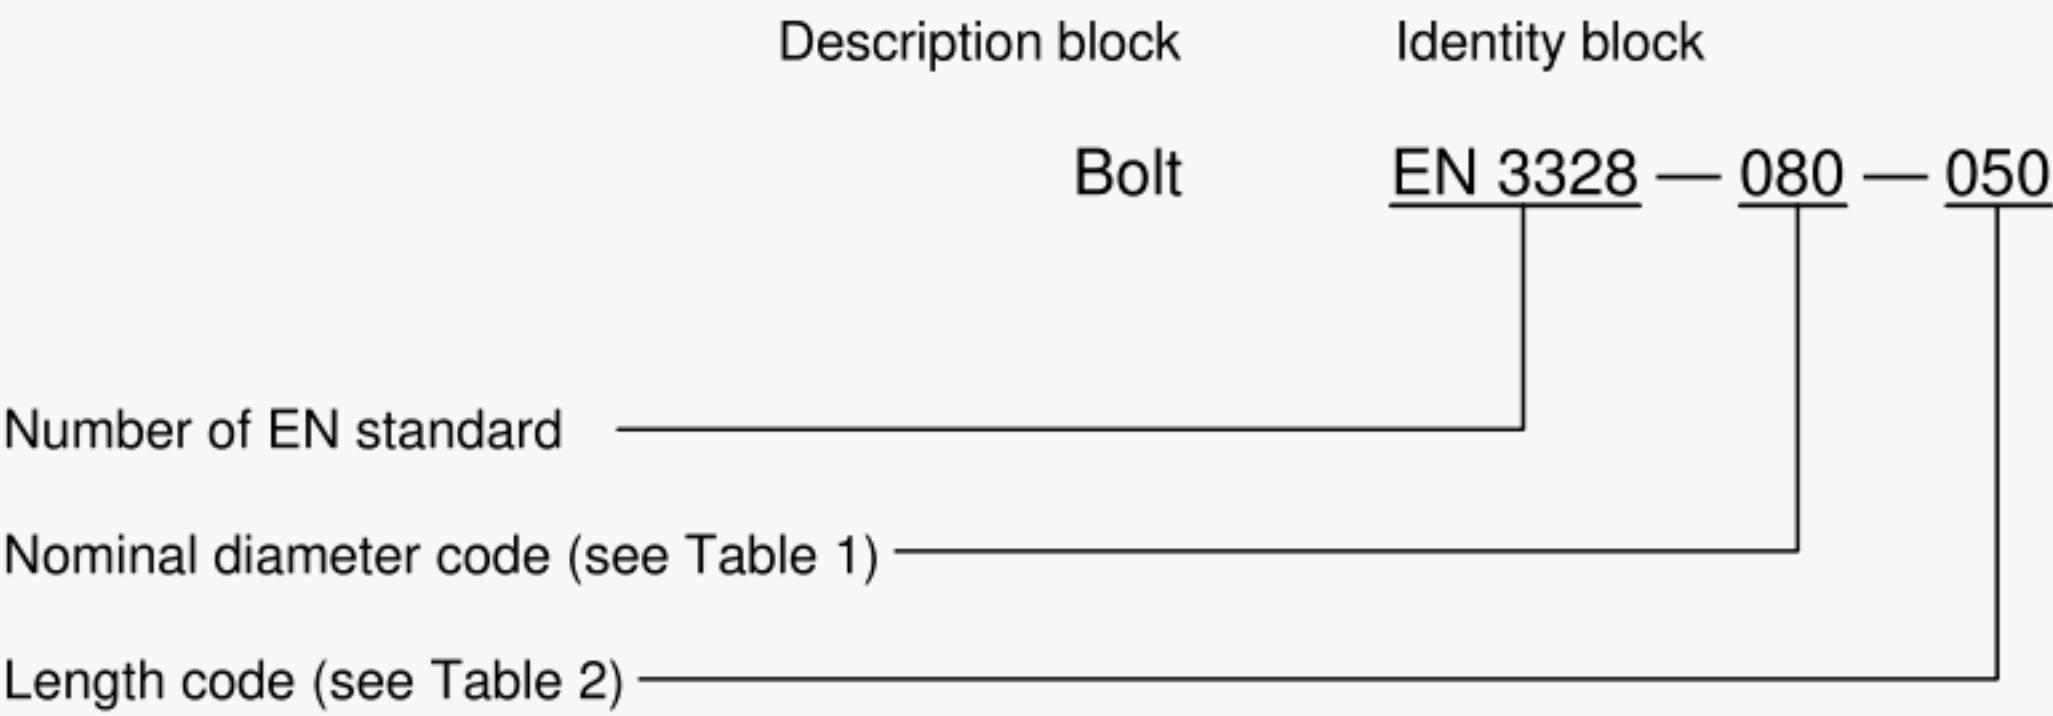 Description block Identity block
Bolt EN 3328 — 080 — 050
Number of EN standard
Nominal diameter code (see Table 1)
Length code (see Table 2)